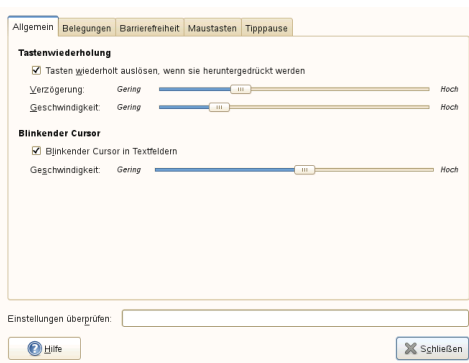 Allgemein Belegungen Barrierefreiheit Maustasten Tipppause
Tastenwiederholung
Tasten wiederholt auslösen, wenn sie heruntergedrückt werden
Verzögerung: Gering Hoch
Geschwindigkeit: Gering Hoch
Blinkender Cursor
Blinkender Cursor in Textfeldern
Geschwindigkeit: Gering Hoch
Einstellungen überprüfen:
Hilfe Schließen